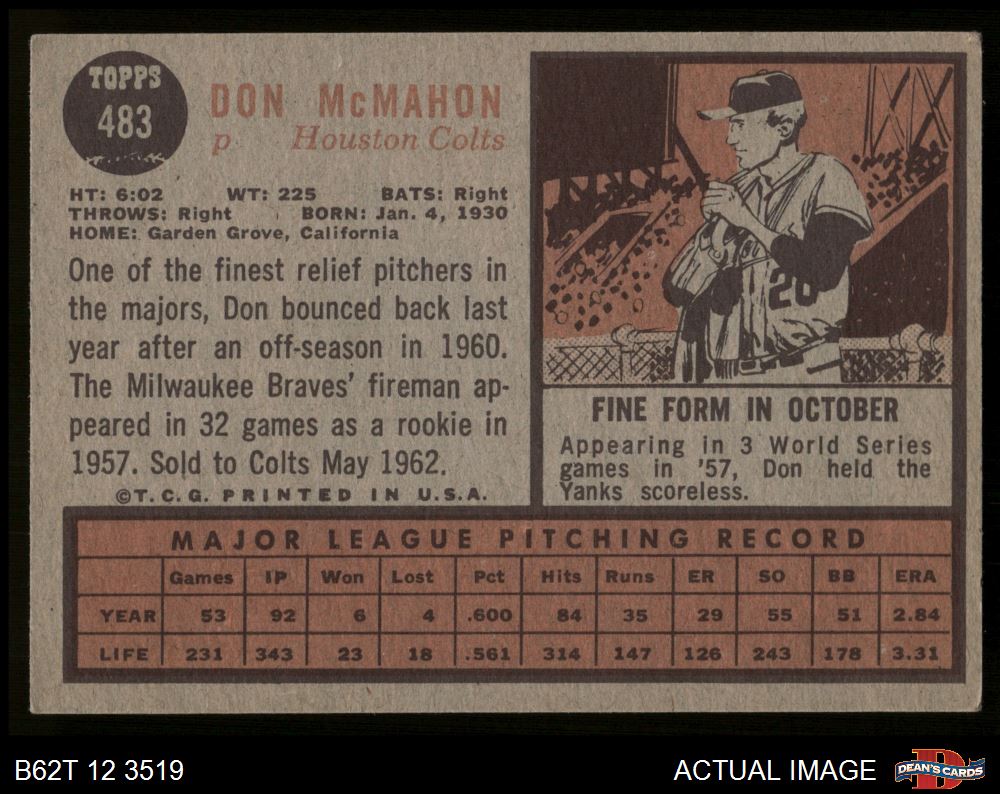 TOPPS
483
DON McMAHON
p Houston Colts
HT: 6:02 WT: 225 BATS: Right
THROWS: Right BORN: Jan. 4, 1930
HOME: Garden Grove, California
One of the finest relief pitchers in
the majors, Don bounced back last
year after an off-season in 1960.
The Milwaukee Braves' fireman ap-
peared in 32 games as a rookie in
1957. Sold to Colts May 1962.
©T.C.G. PRINTED IN U.S.A.
20
FINE FORM IN OCTOBER
Appearing in 3 World Series
games in '57, Don held the
Yanks scoreless.
MAJOR LEAGUE PITCHING RECORD
Games IP Won Lost Pct Hits Runs ER SO BB ERA
YEAR 53 92 6 4 .600 84 35 29 55 51 2.84
LIFE 231 343 23 18 .561 314 147 126 243 178 3.31
B62T 12 3519
ACTUAL IMAGE
D
DEAN'S CARDS